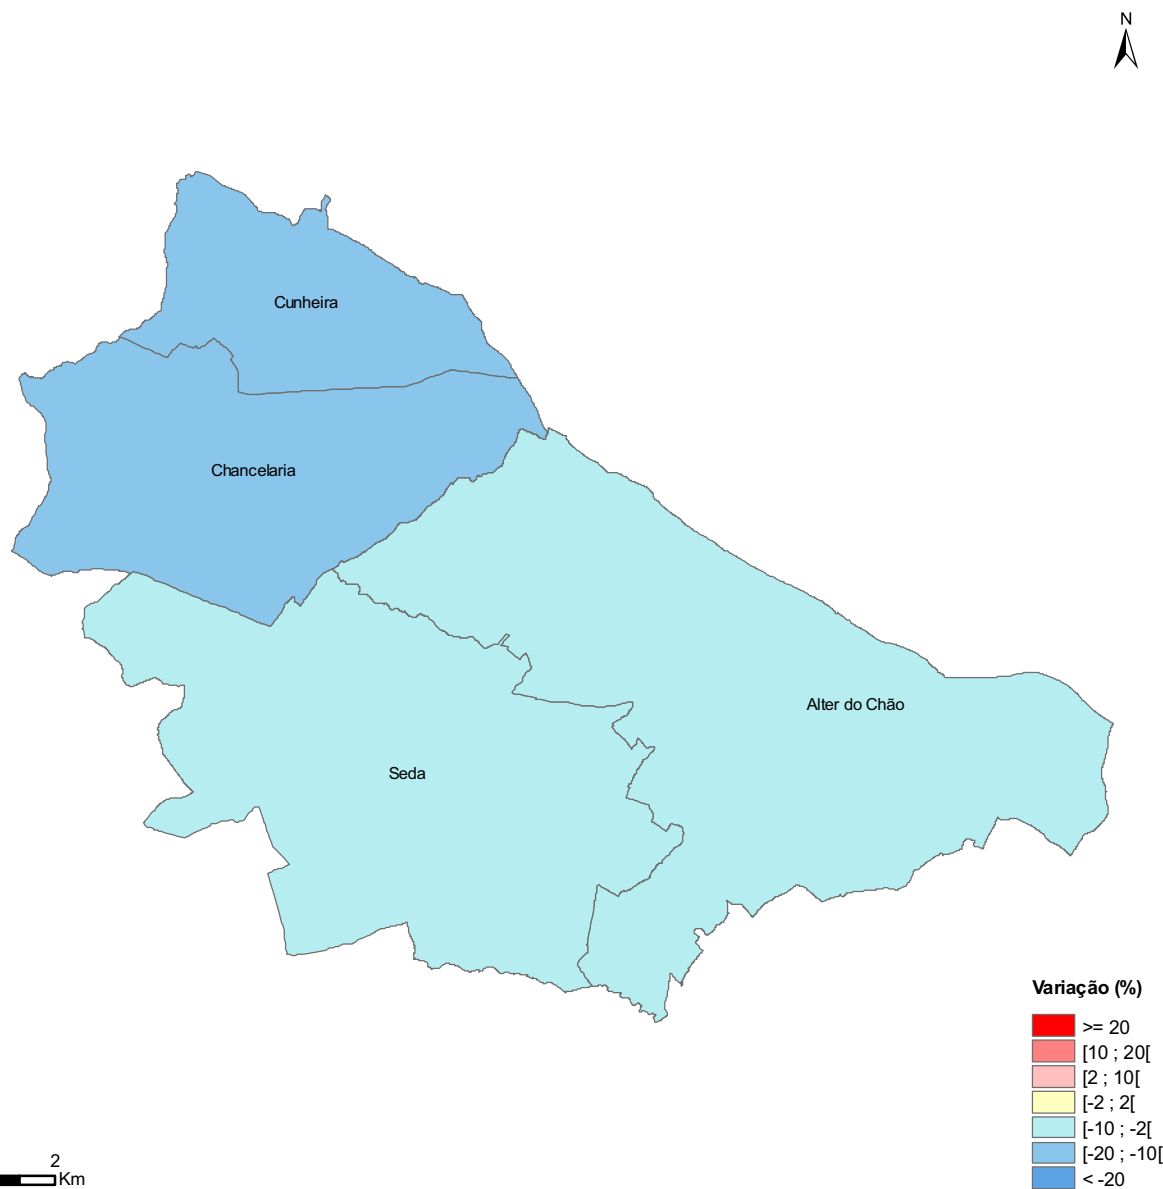 N
Cunheira
Chancelaria
Alter do Chão
Seda
Variação (%)
>= 20
[10 ; 20[
[2 ; 10[
[-2 ; 2[
[-10 ; -2[
[-20 ; -10[
< -20
2
Km